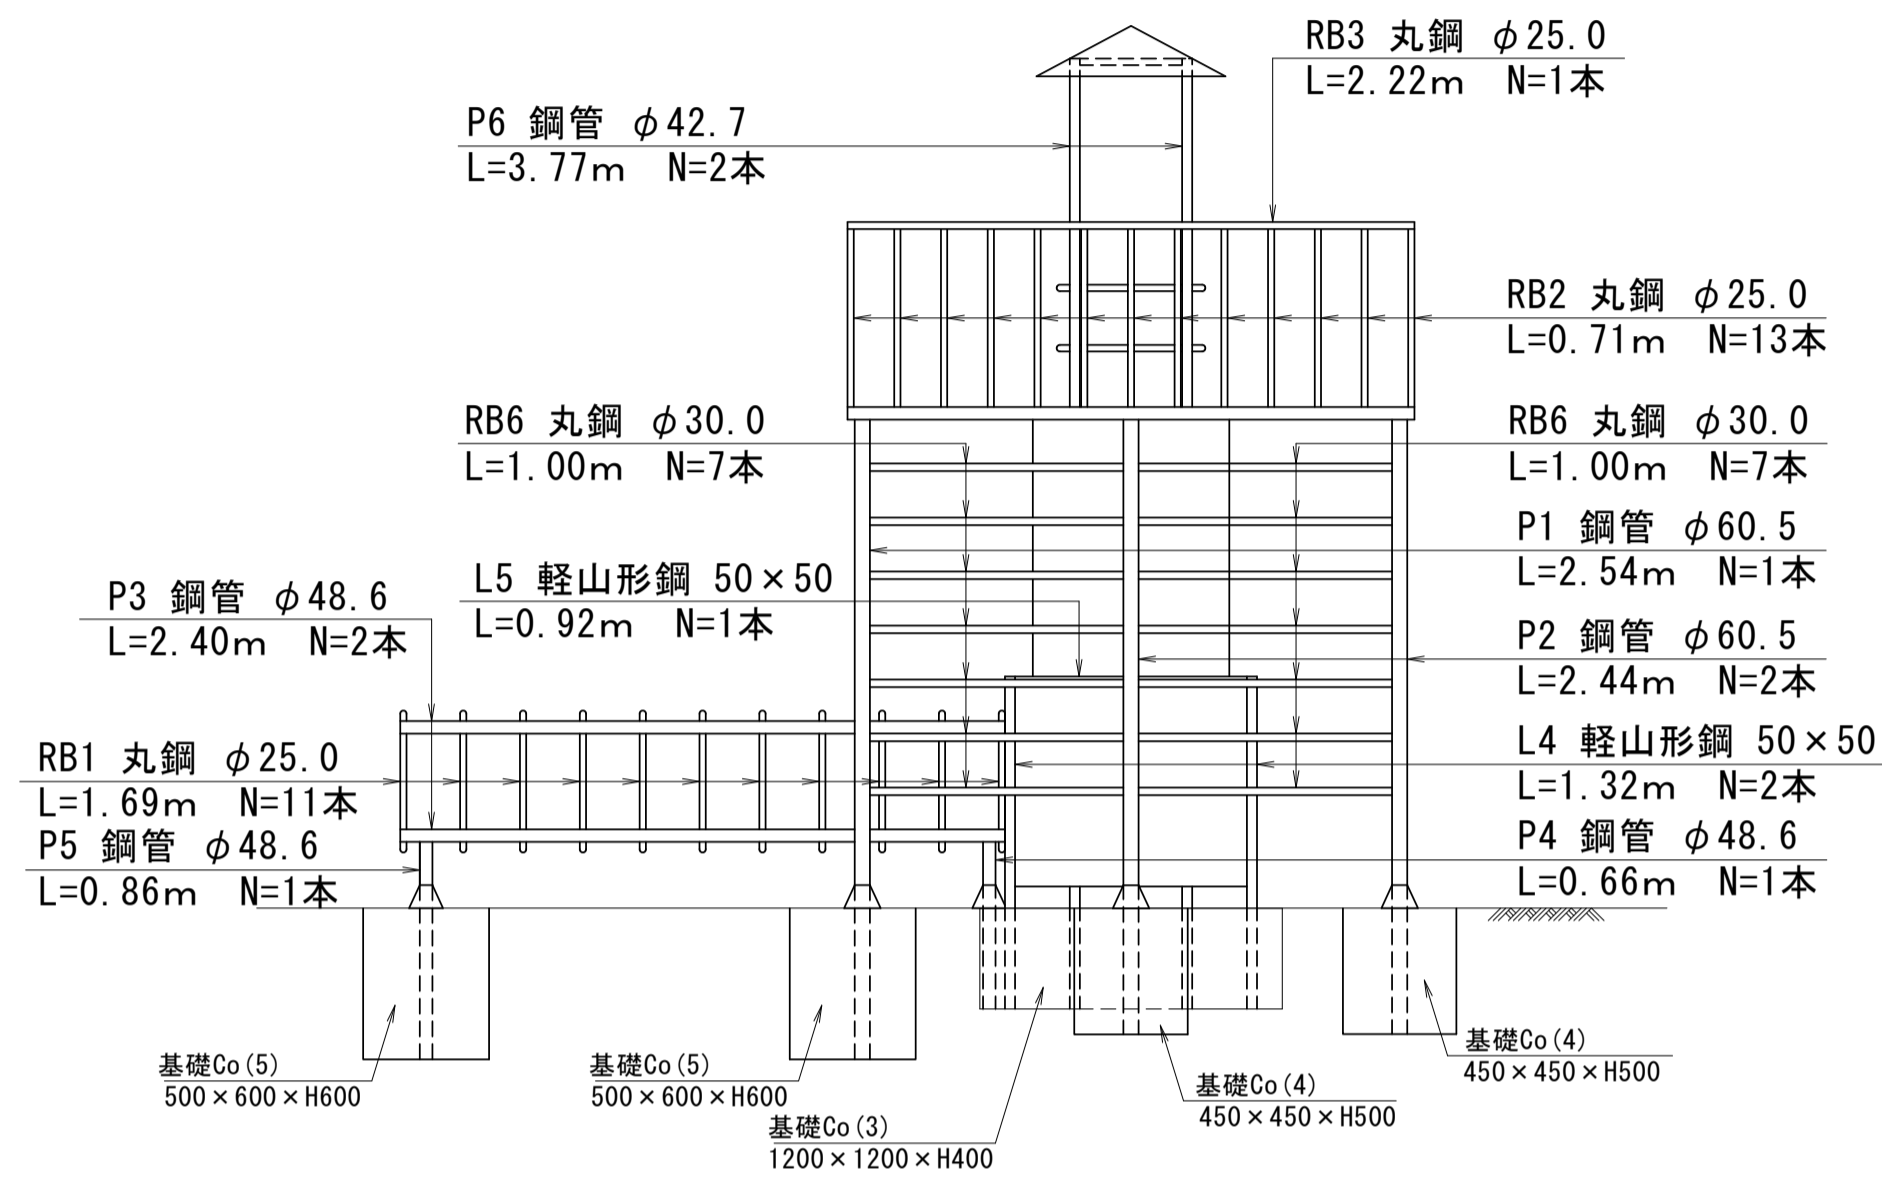 RB3 丸鋼 φ25.0
L=2.22m N=1本
P6 鋼管 φ42.7
L=3.77m N=2本
RB2 丸鋼 φ25.0
L=0.71m N=13本
RB6 丸鋼 φ30.0
L=1.00m N=7本
RB6 丸鋼 φ30.0
L=1.00m N=7本
P1 鋼管 φ60.5
L=2.54m N=1本
L5 軽山形鋼 50×50
L=0.92m N=1本
P3 鋼管 φ48.6
L=2.40m N=2本
P2 鋼管 φ60.5
L=2.44m N=2本
L4 軽山形鋼 50×50
L=1.32m N=2本
RB1 丸鋼 φ25.0
L=1.69m N=11本
P4 鋼管 φ48.6
L=0.66m N=1本
P5 鋼管 φ48.6
L=0.86m N=1本
基礎Co(5)
500×600×H600
基礎Co(5)
500×600×H600
基礎Co(3)
1200×1200×H400
基礎Co(4)
450×450×H500
基礎Co(4)
450×450×H500